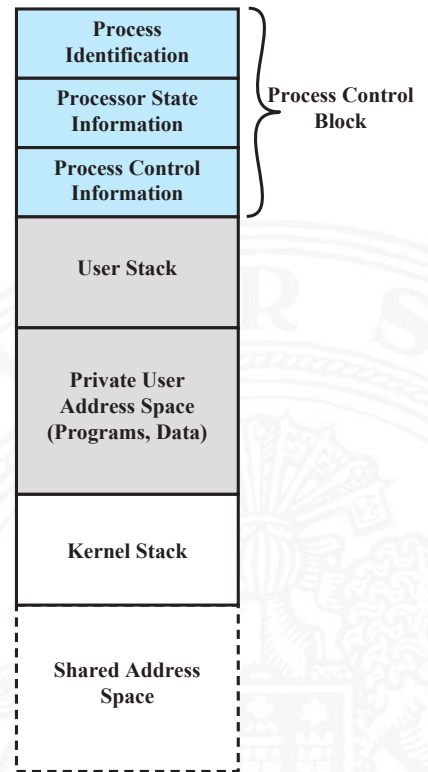 Process
Identification
Processor State
Information
Process Control
Information
Process Control
Block
User Stack
Private User
Address Space
(Programs, Data)
Kernel Stack
Shared Address
Space